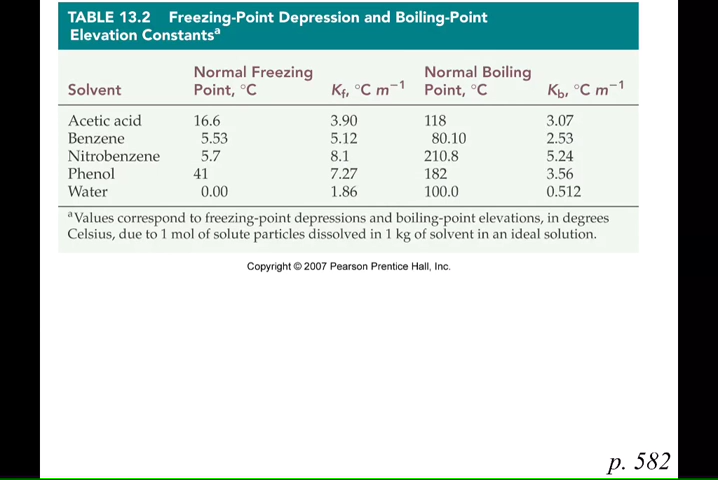 TABLE 13.2 Freezing-Point Depression and Boiling-Point
Elevation Constantsᵃ
Solvent Normal Freezing Point, °C Kf, °C m⁻¹ Normal Boiling Point, °C Kb, °C m⁻¹
Acetic acid 16.6 3.90 118 3.07
Benzene 5.53 5.12 80.10 2.53
Nitrobenzene 5.7 8.1 210.8 5.24
Phenol 41 7.27 182 3.56
Water 0.00 1.86 100.0 0.512
ᵃValues correspond to freezing-point depressions and boiling-point elevations, in degrees
Celsius, due to 1 mol of solute particles dissolved in 1 kg of solvent in an ideal solution.
Copyright © 2007 Pearson Prentice Hall, Inc.
p. 582